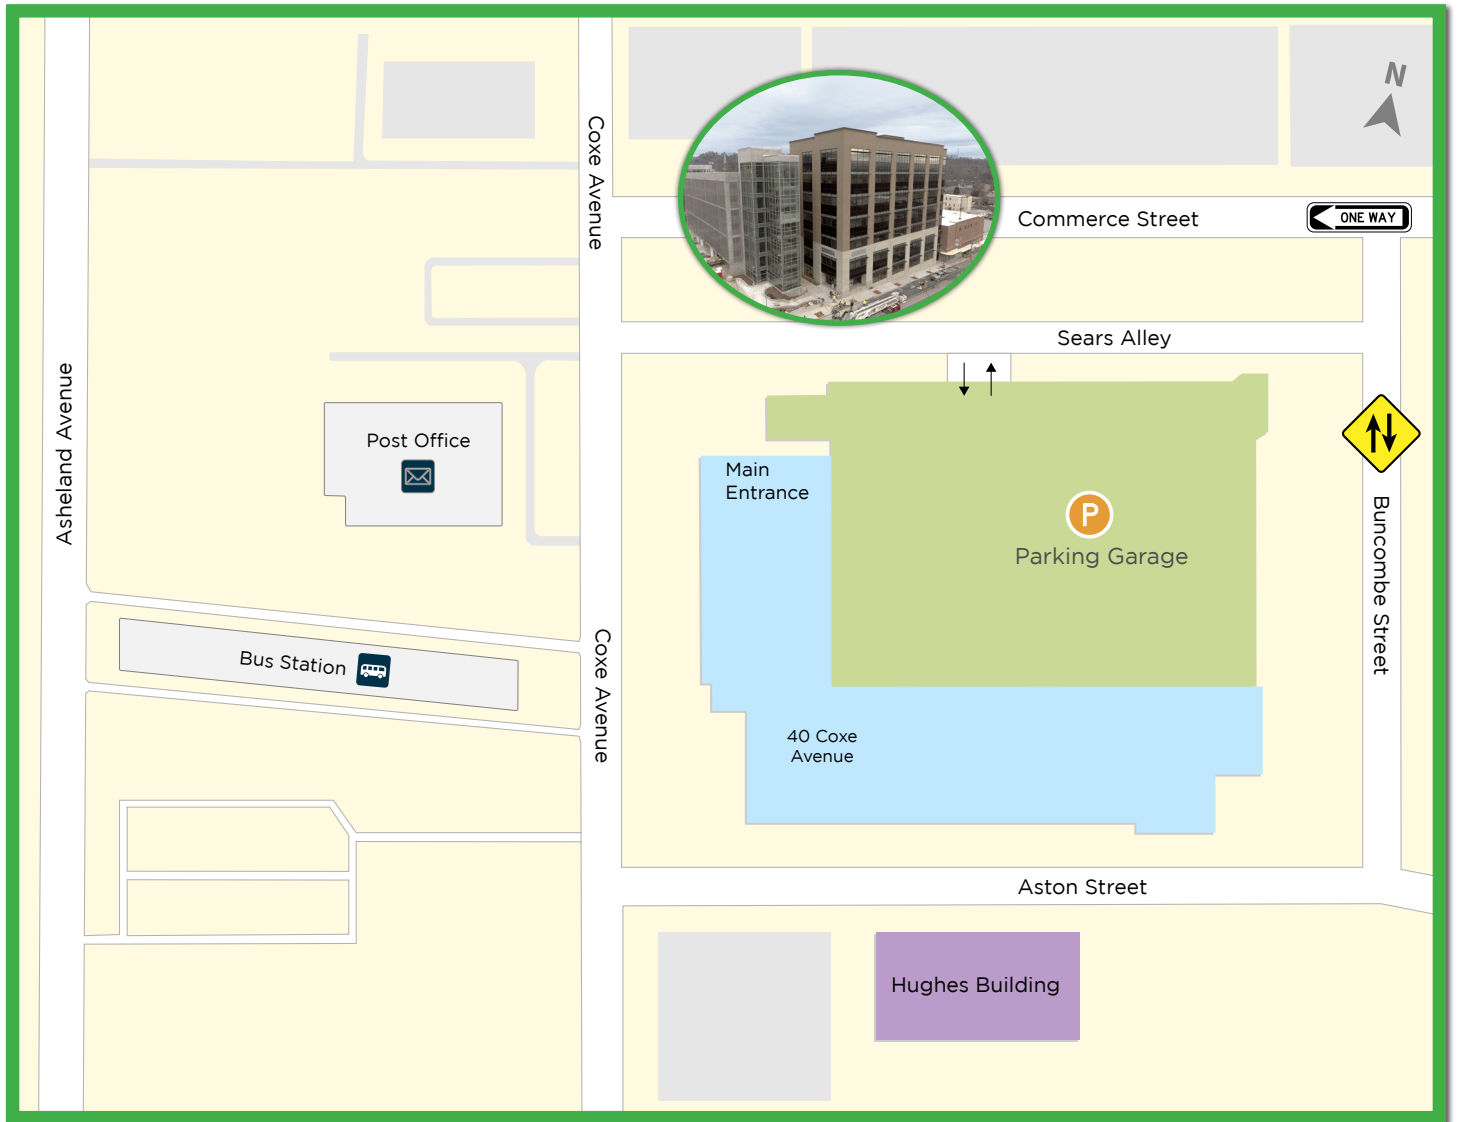 N
Coxe Avenue
Commerce Street
ONE WAY
Sears Alley
Asheland Avenue
Post Office
Main
Entrance
P
Parking Garage
Buncombe Street
Bus Station
Coxe Avenue
40 Coxe
Avenue
Aston Street
Hughes Building